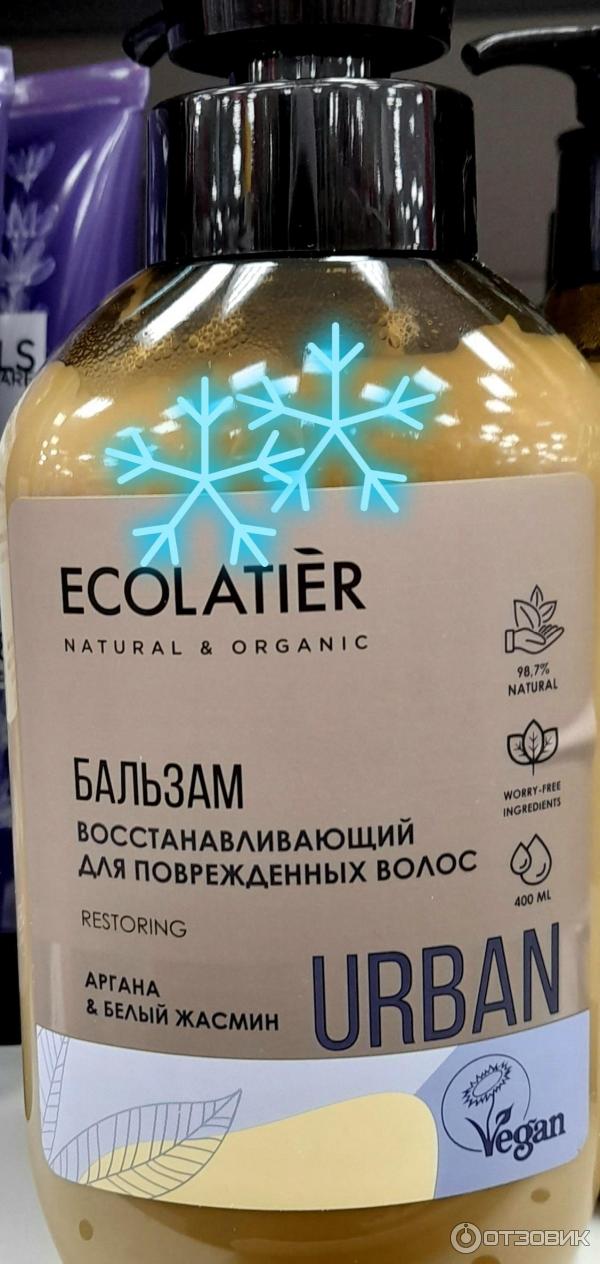 LS
ECOLATIÈR
NATURAL & ORGANIC
98,7%
NATURAL
WORRY-FREE
INGREDIENTS
400 ML
БАЛЬЗАМ
ВОССТАНАВЛИВАЮЩИЙ
ДЛЯ ПОВРЕЖДЕННЫХ ВОЛОС
RESTORING
АРГАНА
& БЕЛЫЙ ЖАСМИН
URBAN
Vegan
ОТЗОВИК